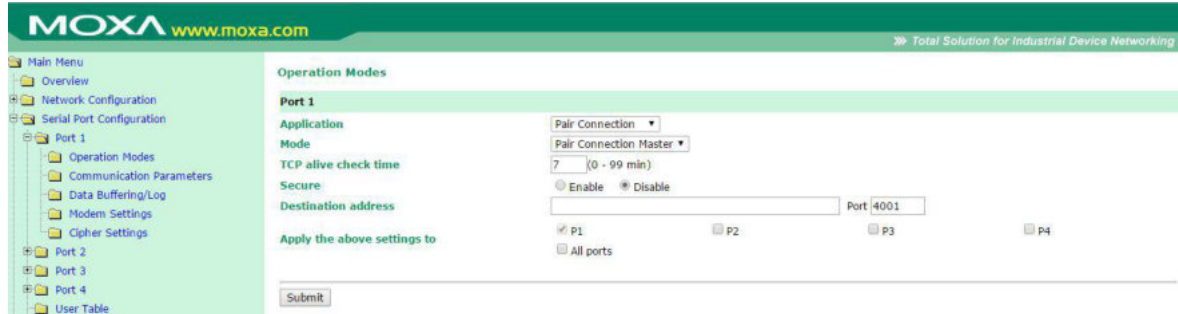 MOXA www.moxa.com
Total Solution for Industrial Device Networking
Main Menu
Overview
Network Configuration
Serial Port Configuration
Port 1
Operation Modes
Communication Parameters
Data Buffering/Log
Modem Settings
Cipher Settings
Port 2
Port 3
Port 4
User Table
Operation Modes
Port 1
Application Pair Connection
Mode Pair Connection Master
TCP alive check time 7 (0 - 99 min)
Secure Enable Disable
Destination address Port 4001
Apply the above settings to P1 P2 P3 P4
All ports
Submit